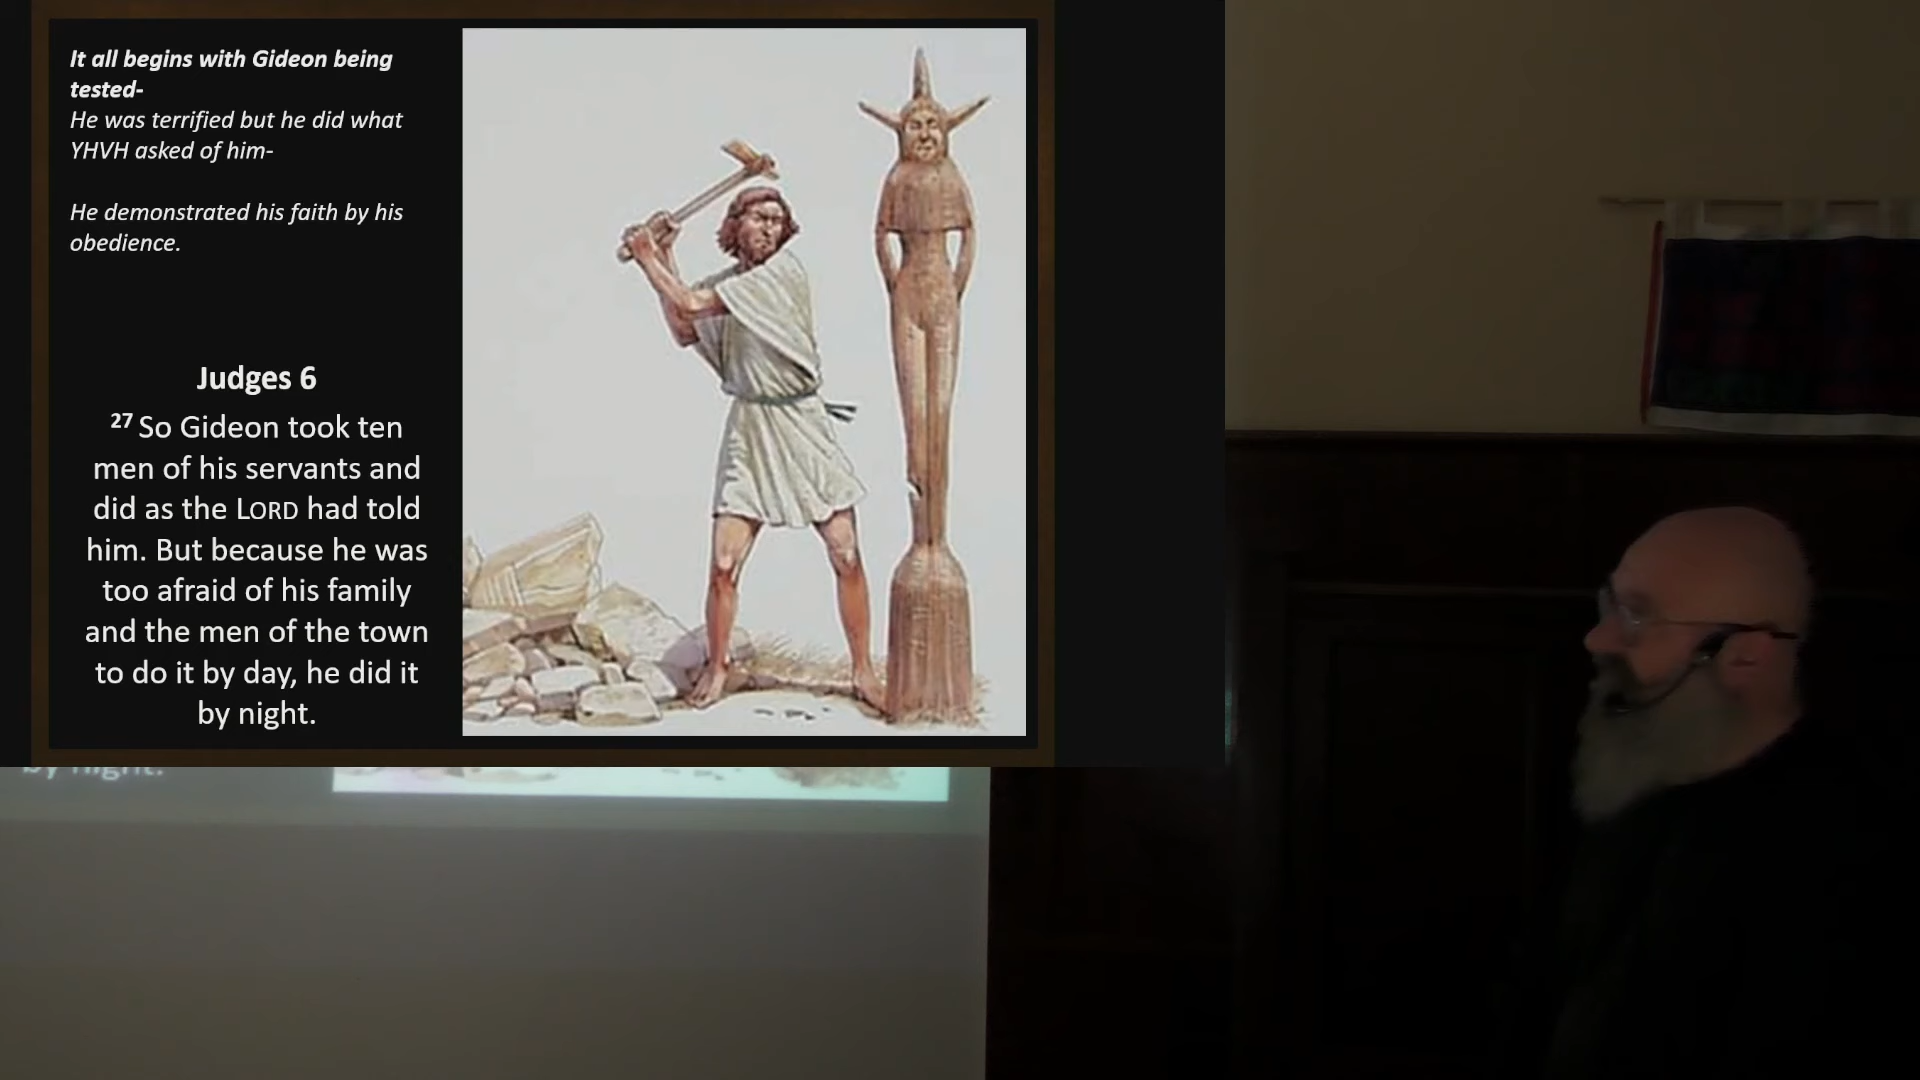 It all begins with Gideon being
tested-
He was terrified but he did what
YHVH asked of him-
He demonstrated his faith by his
obedience.
Judges 6
27 So Gideon took ten
men of his servants and
did as the LORD had told
him. But because he was
too afraid of his family
and the men of the town
to do it by day, he did it
by night.
by night.